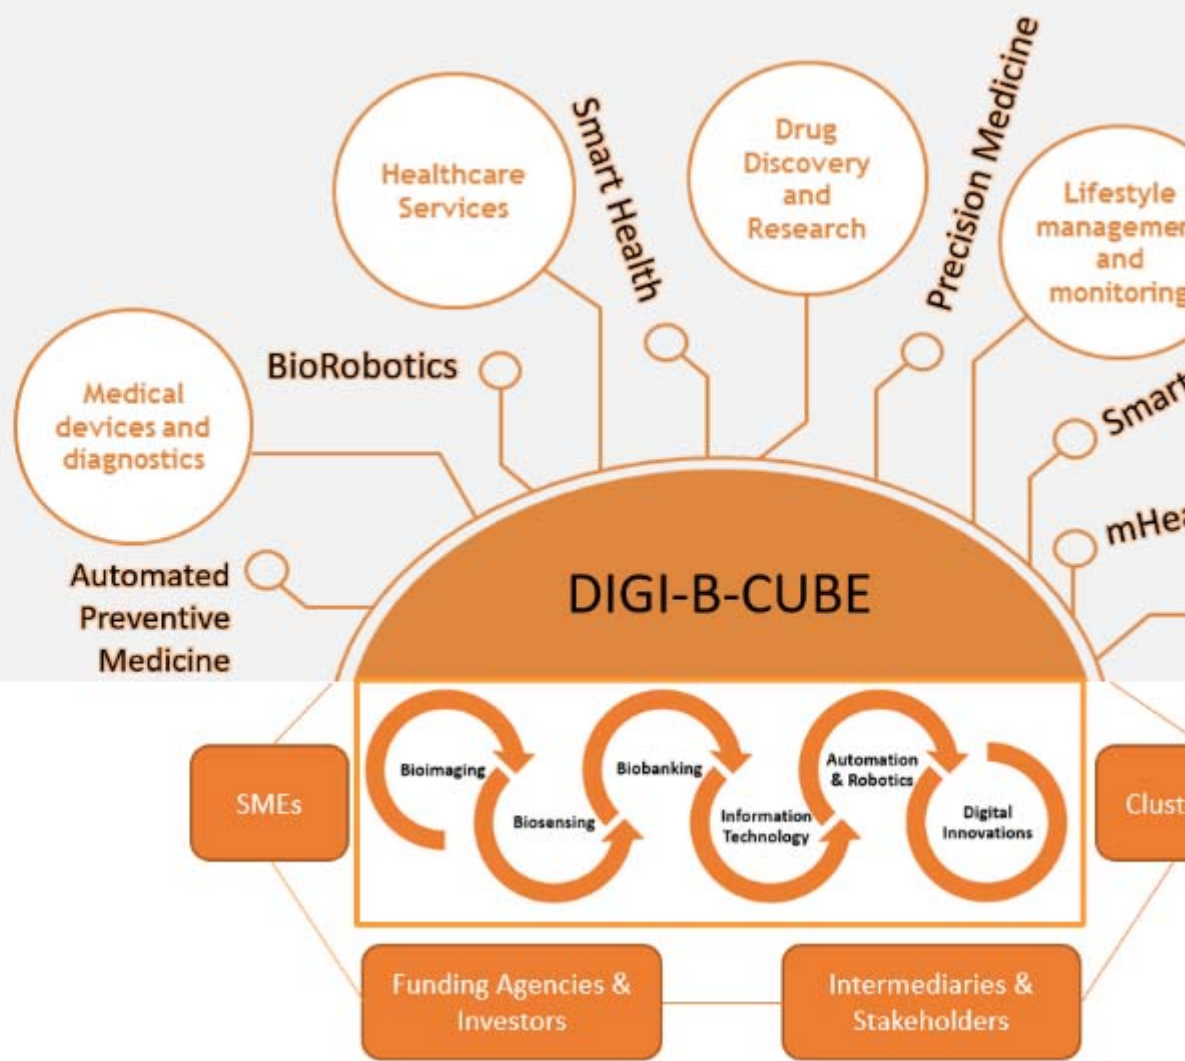 Healthcare
Services
Smart Health
Drug
Discovery
and
Research
Precision Medicine
Lifestyle
and
monitoring
BioRobotics
Medical
devices and
diagnostics
Smart
Automated
Preventive
Medicine
DIGI-B-CUBE
SMEs
Bioimaging
Biosensing
Biobanking
Information
Technology
Automation
& Robotics
Digital
Innovations
Funding Agencies &
Investors
Intermediaries &
Stakeholders